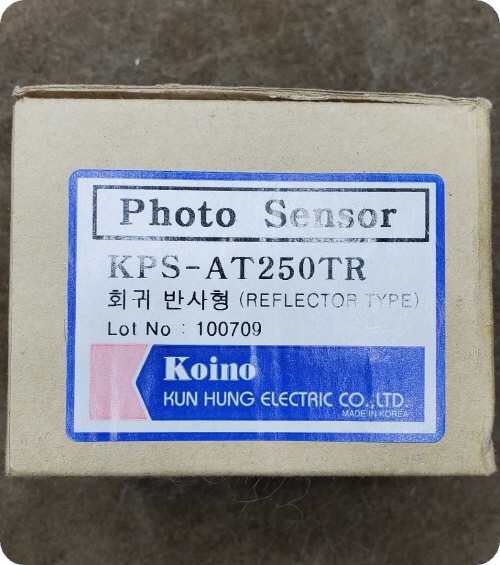 Photo Sensor
KPS-AT250TR
회귀 반사형 (REFLECTOR TYPE)
Lot No : 100709
Koino
KUN HUNG ELECTRIC CO.,LTD.
MADE IN KOREA